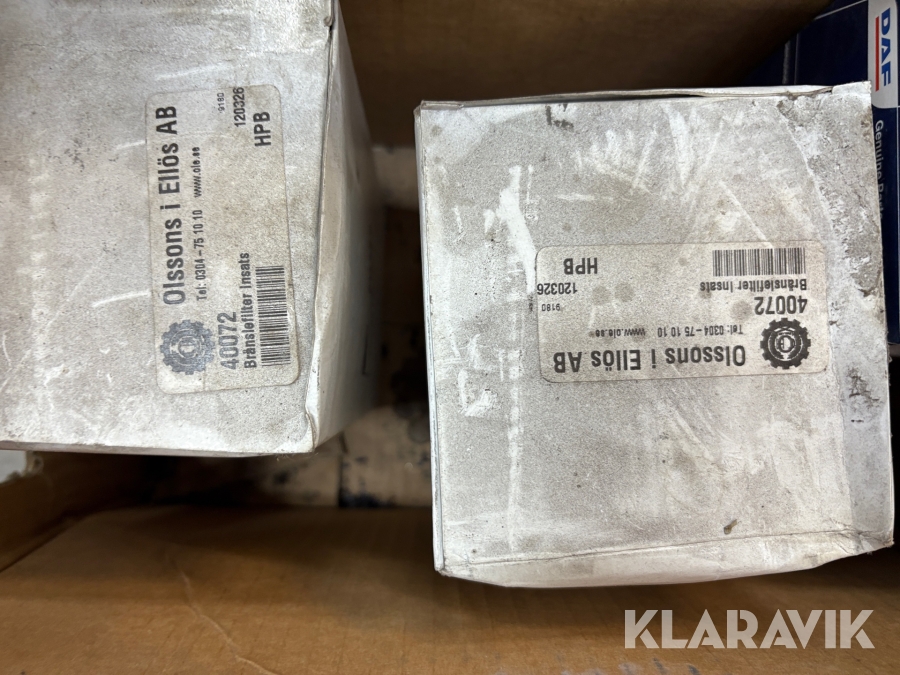 Olssons i Ellös AB
Tel: 0304-75 10 10 www.ole.se
9180
40072
120326
Bränslefilter Insats
HPB
Olssons i Ellös AB
Tel: 0304-75 10 10 www.ole.se
9180
40072
120326
Bränslefilter Insats
HPB
DAF
Genuine
KLARAVIK